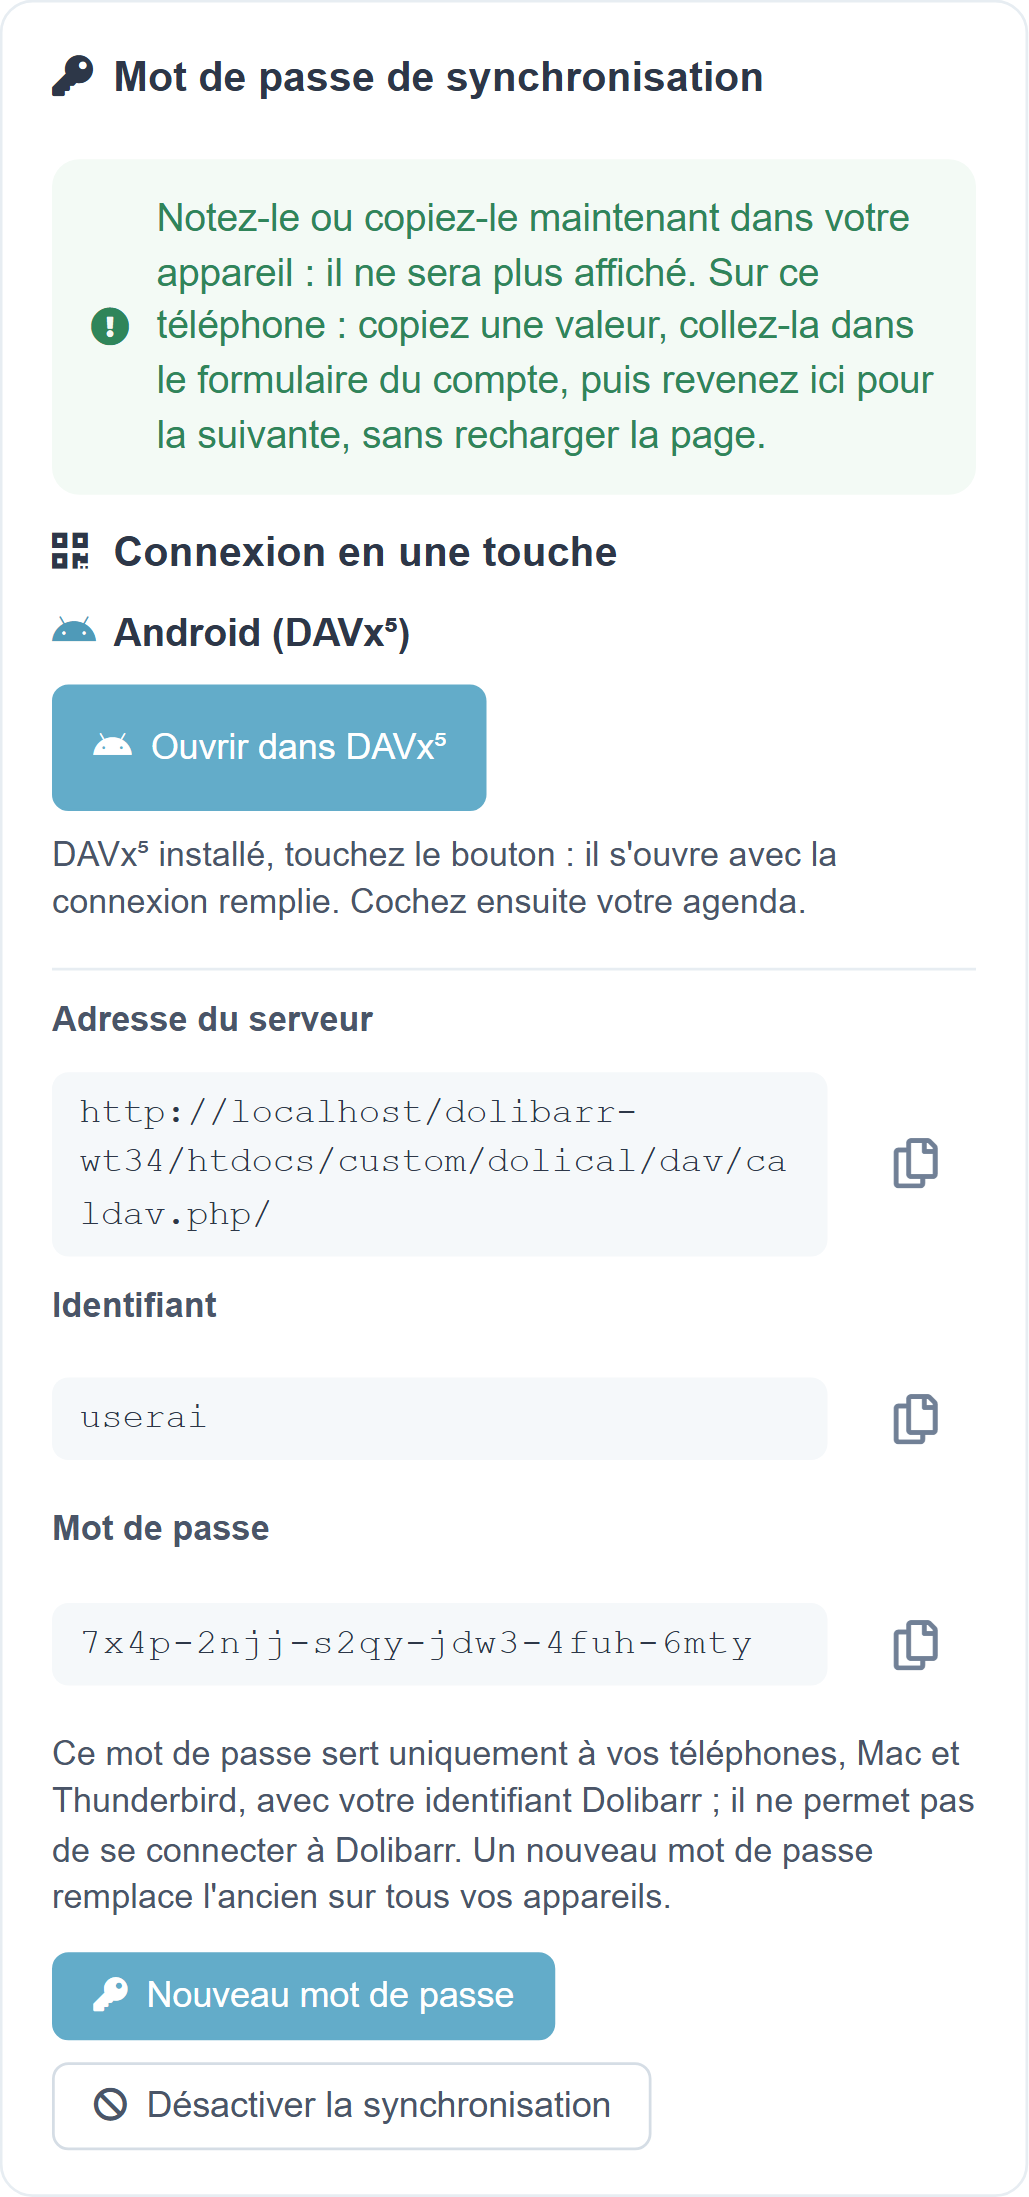 Mot de passe de synchronisation
Notez-le ou copiez-le maintenant dans votre
appareil : il ne sera plus affiché. Sur ce
téléphone : copiez une valeur, collez-la dans
le formulaire du compte, puis revenez ici pour
la suivante, sans recharger la page.
Connexion en une touche
Android (DAVx⁵)
Ouvrir dans DAVx⁵
DAVx⁵ installé, touchez le bouton : il s'ouvre avec la
connexion remplie. Cochez ensuite votre agenda.
Adresse du serveur
http://localhost/dolibarr-
wt34/htdocs/custom/dolical/dav/ca
ldav.php/
Identifiant
userai
Mot de passe
7x4p-2njj-s2qy-jdw3-4fuh-6mty
Ce mot de passe sert uniquement à vos téléphones, Mac et
Thunderbird, avec votre identifiant Dolibarr ; il ne permet pas
de se connecter à Dolibarr. Un nouveau mot de passe
remplace l'ancien sur tous vos appareils.
Nouveau mot de passe
Désactiver la synchronisation